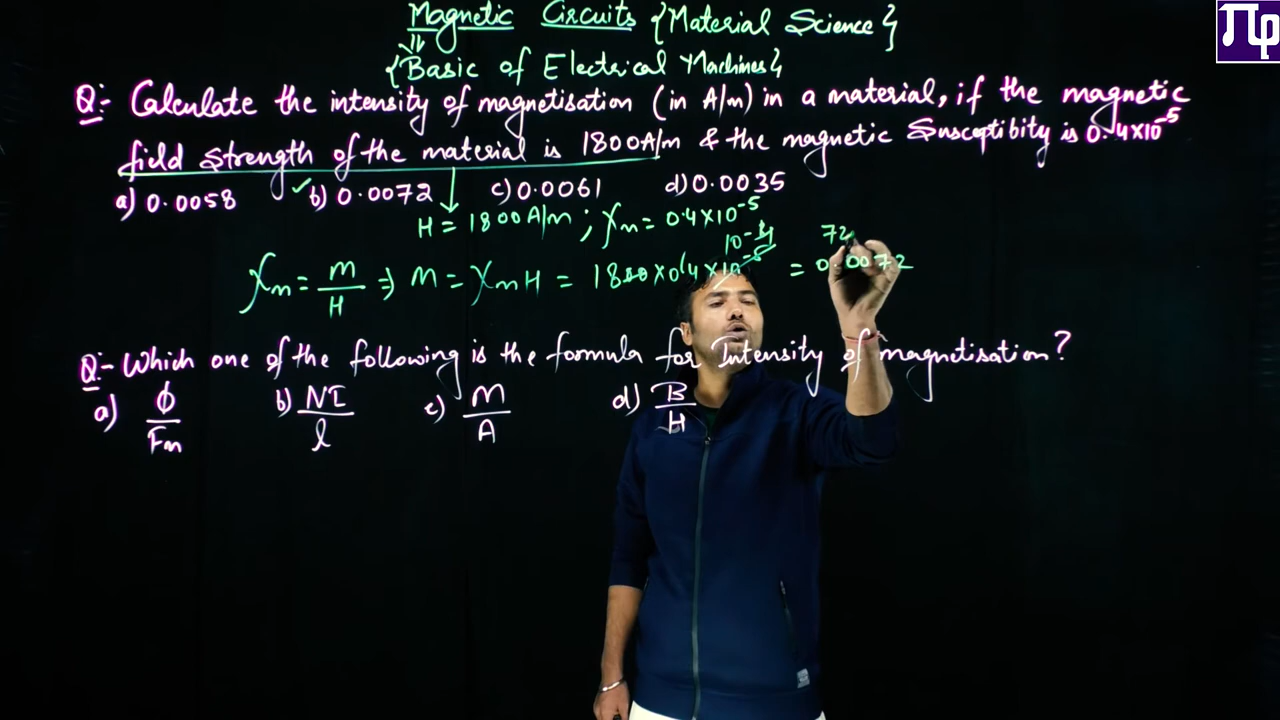 Magnetic Circuits {Material Science}
{Basic of Electrical Machines}
Q:- Calculate the intensity of magnetisation (in A/m) in a material, if the magnetic
field strength of the material is 1800A/m & the magnetic Susceptibity is 0.4×10⁻⁵
a) 0.0058 ✓b) 0.0072 c) 0.0061 d) 0.0035
H = 1800A/m ; χm = 0.4×10⁻⁵
χm = m/H ⇒ M = χmH = 1800×0.4×10 = 0.0072
72
Q:- Which one of the following is the formula for Intensity of magnetisation?
a) Φ/Fm b) NI/l c) M/A d) B/H
πφ